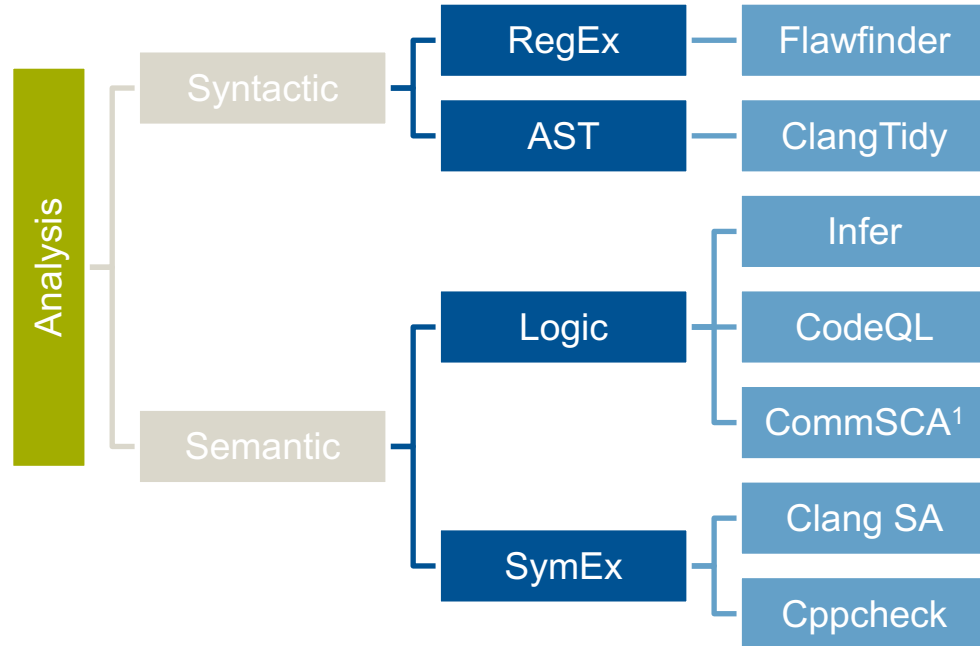 Analysis
Syntactic
RegEx
Flawfinder
AST
ClangTidy
Semantic
Logic
Infer
CodeQL
CommSCA¹
SymEx
Clang SA
Cppcheck